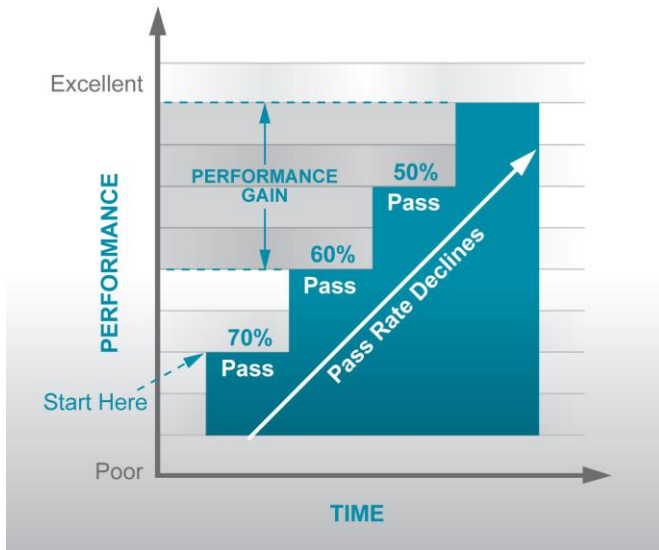 Excellent
50%
Pass
PERFORMANCE
GAIN
60%
Pass
70%
Pass
Start Here
Poor
PERFORMANCE
Pass Rate Declines
TIME